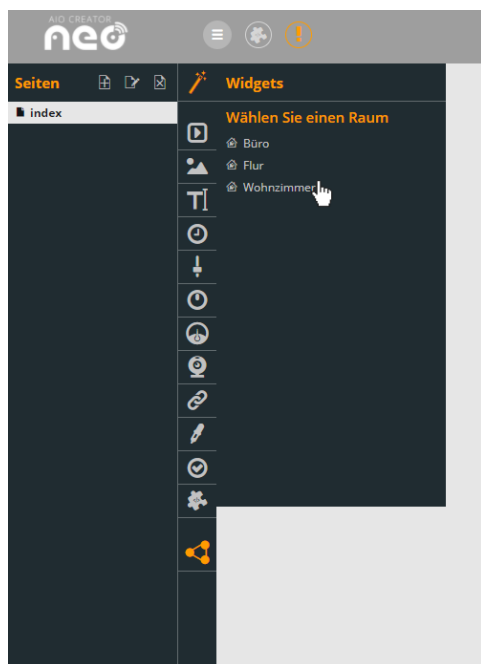 AIO CREATOR
neo
Seiten
Widgets
index
Wählen Sie einen Raum
Büro
Flur
Wohnzimmer